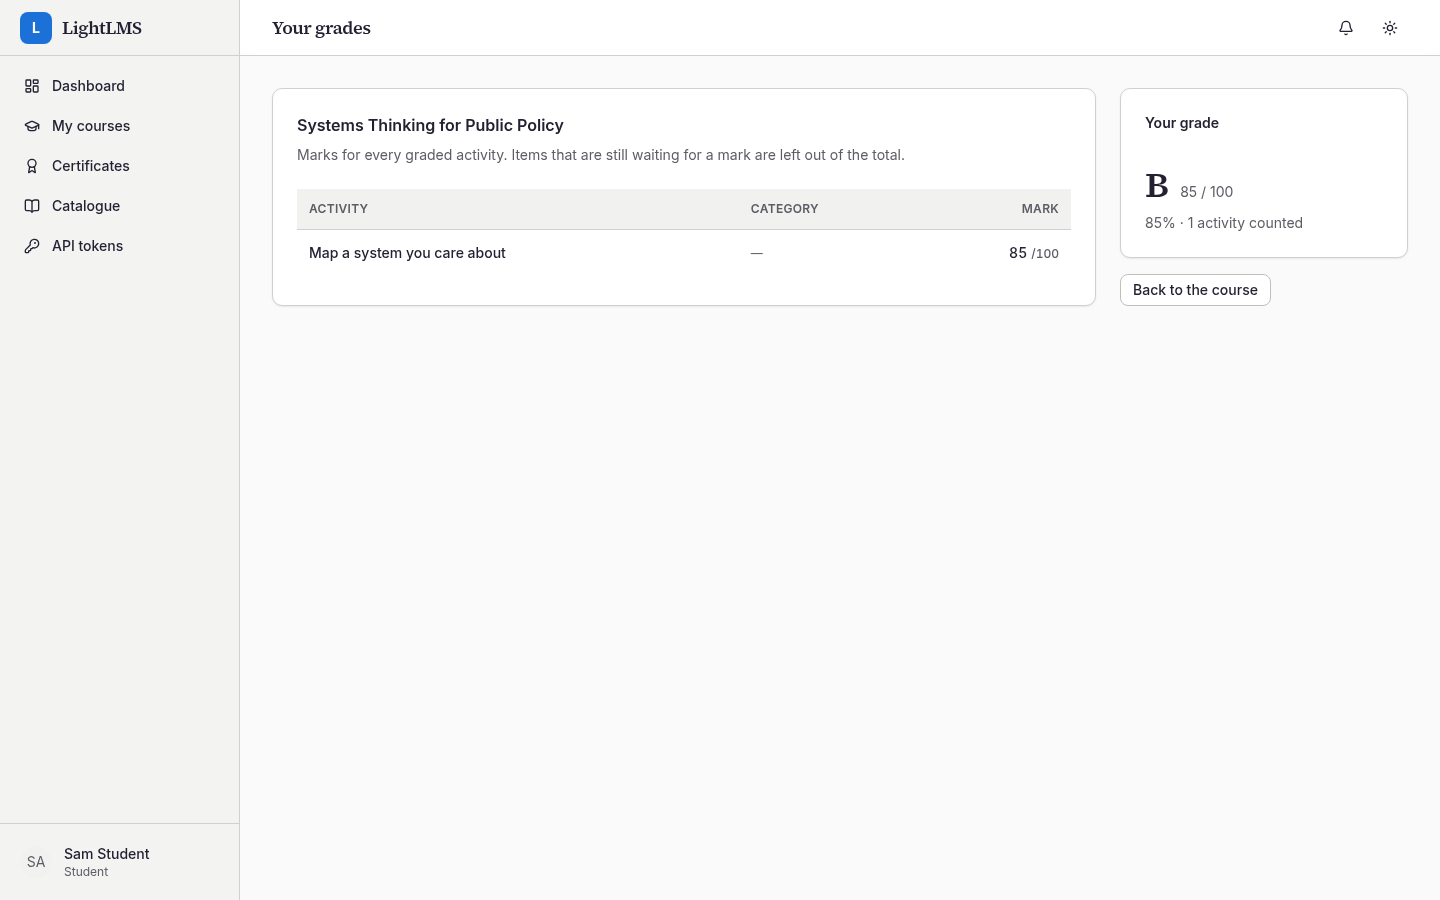 L LightLMS
Your grades
Dashboard
My courses
Certificates
Catalogue
API tokens
Systems Thinking for Public Policy
Marks for every graded activity. Items that are still waiting for a mark are left out of the total.
ACTIVITY CATEGORY MARK
Map a system you care about — 85 /100
Your grade
B 85 / 100
85% · 1 activity counted
Back to the course
SA Sam Student
Student